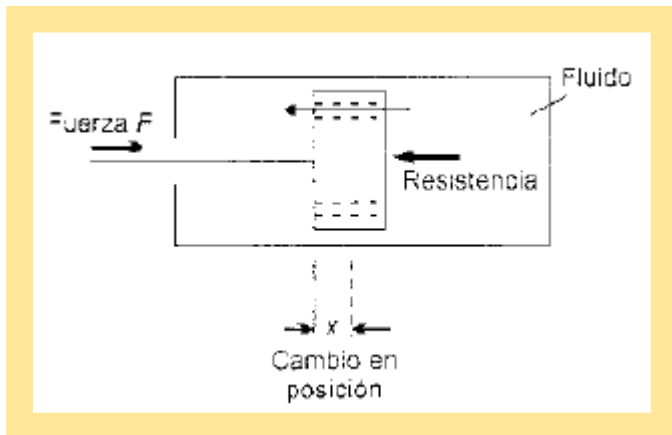 Fluido
Fuerza F
Resistencia
x
Cambio en
posición